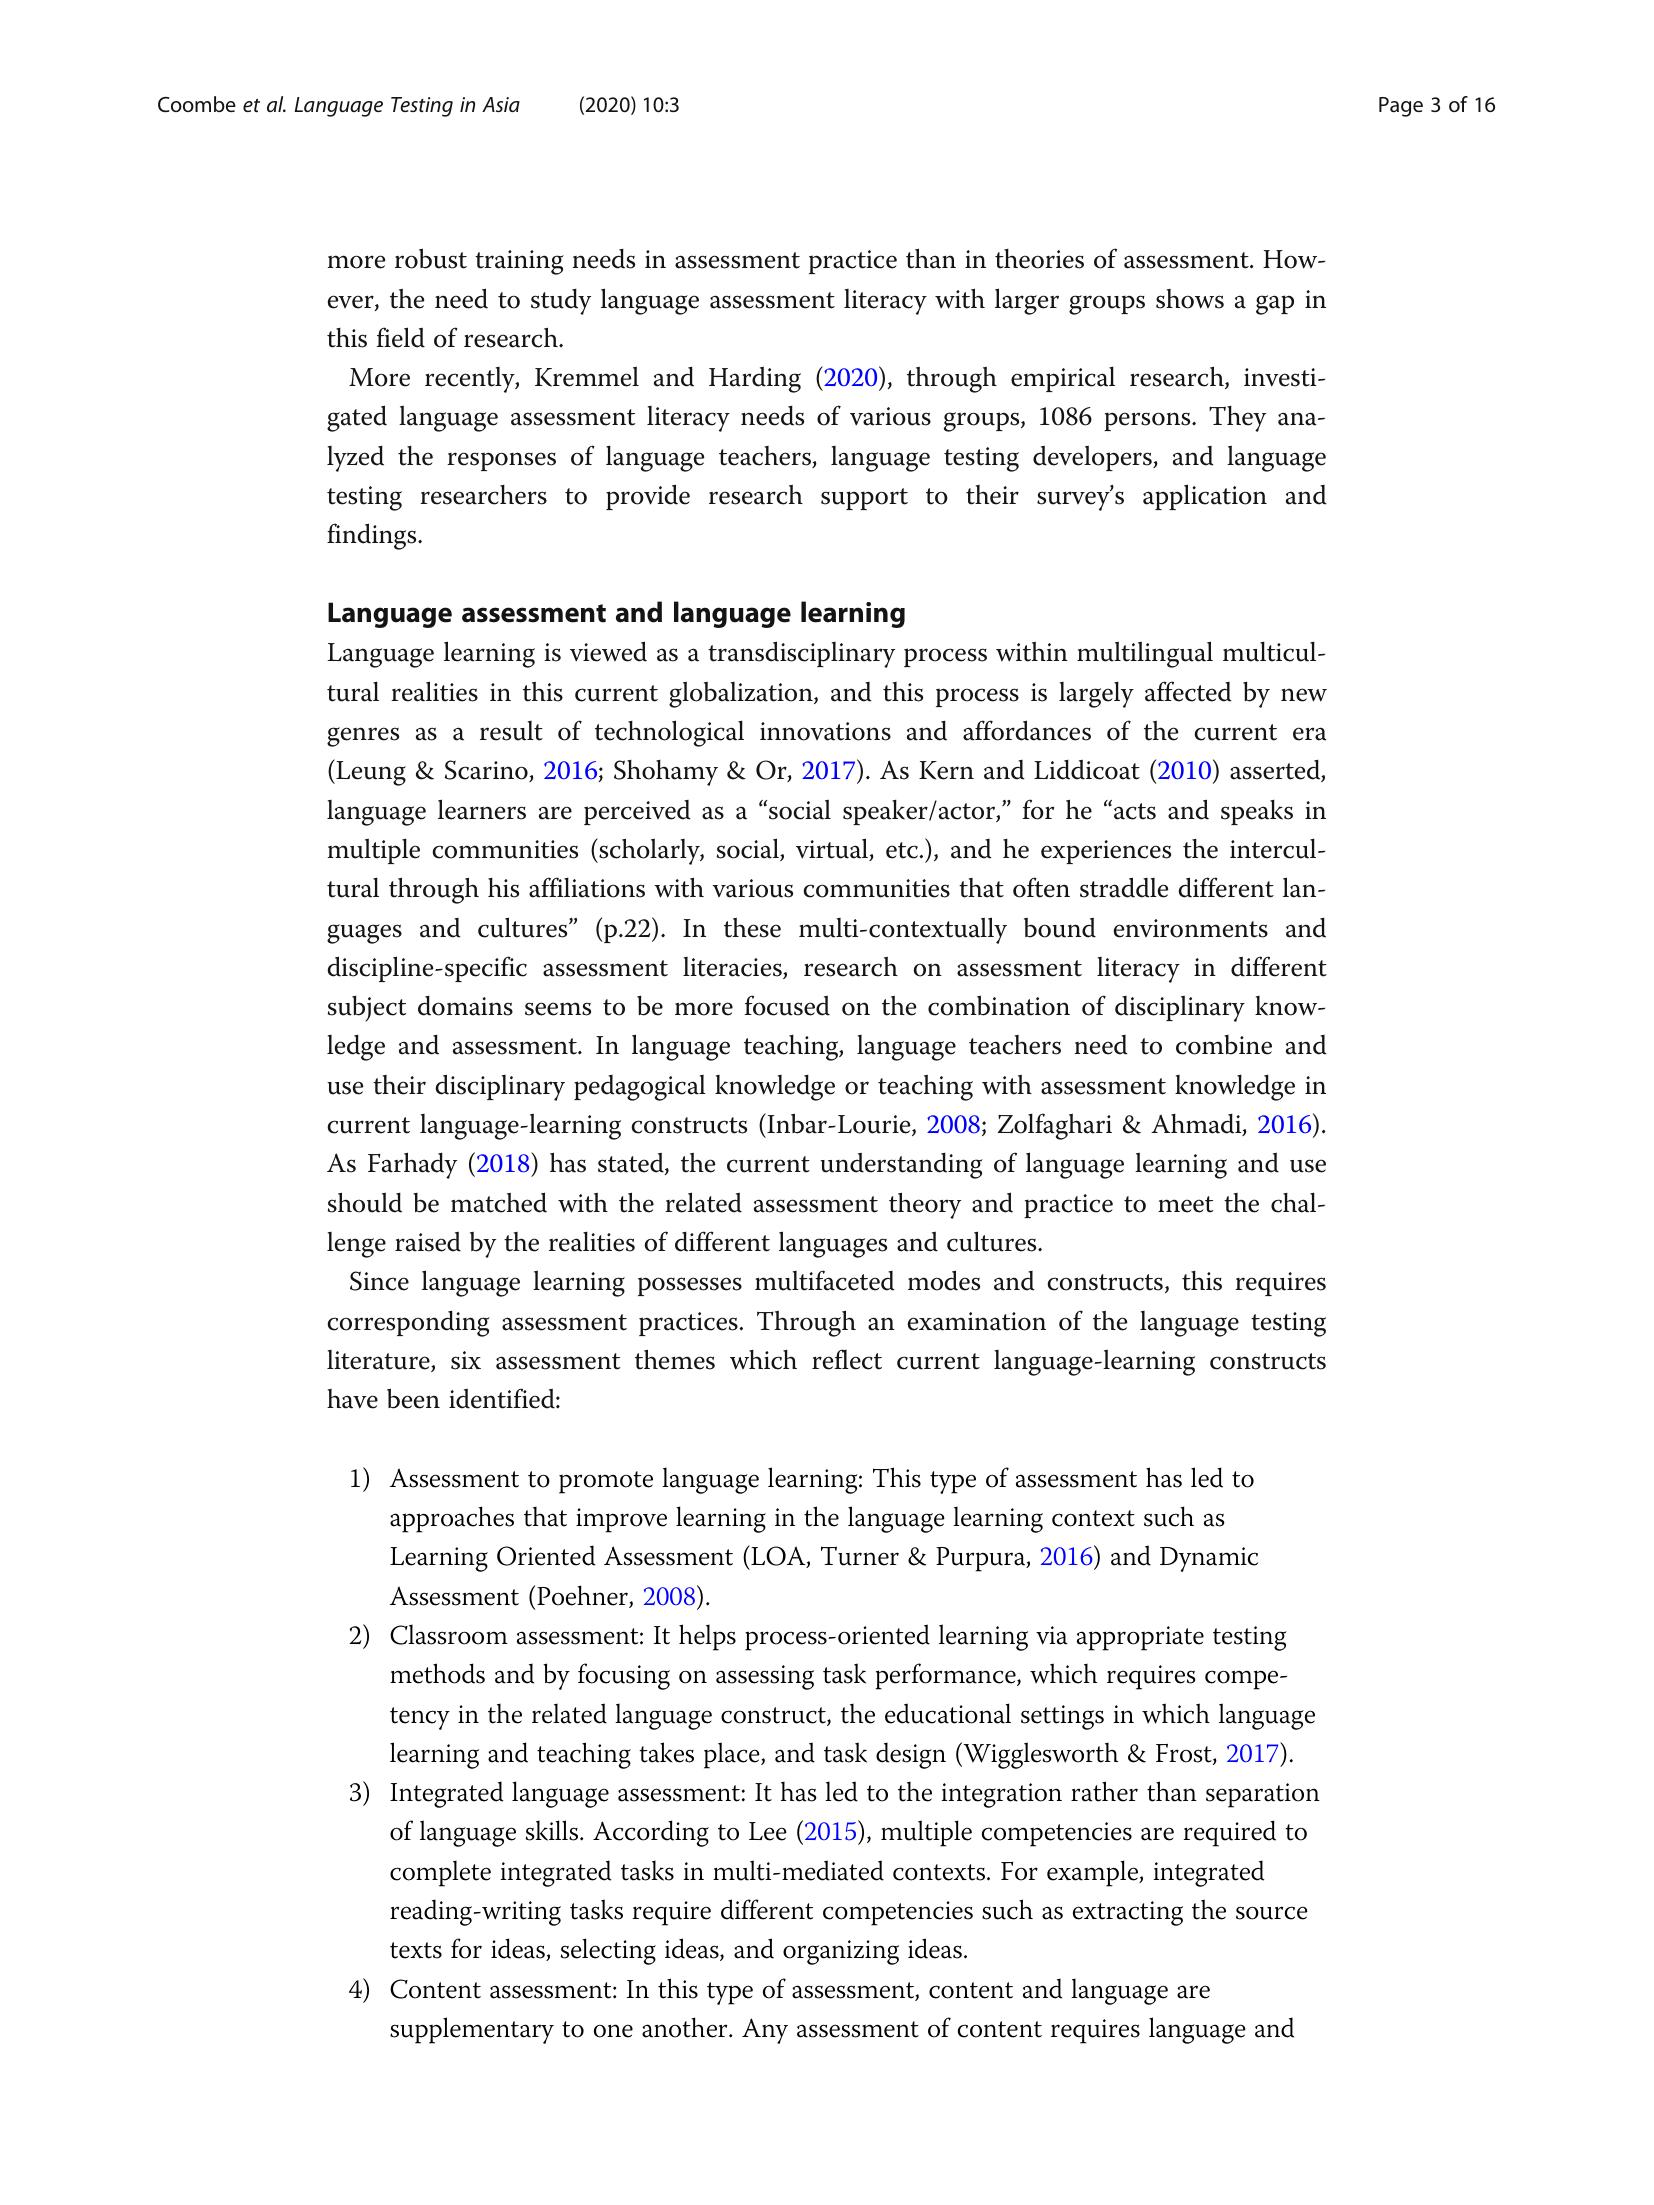 Coombe et al. Language Testing in Asia (2020) 10:3 Page 3 of 16
more robust training needs in assessment practice than in theories of assessment. How-
ever, the need to study language assessment literacy with larger groups shows a gap in
this field of research.
More recently, Kremmel and Harding (2020), through empirical research, investi-
gated language assessment literacy needs of various groups, 1086 persons. They ana-
lyzed the responses of language teachers, language testing developers, and language
testing researchers to provide research support to their survey’s application and
findings.
Language assessment and language learning
Language learning is viewed as a transdisciplinary process within multilingual multicul-
tural realities in this current globalization, and this process is largely affected by new
genres as a result of technological innovations and affordances of the current era
(Leung & Scarino, 2016; Shohamy & Or, 2017). As Kern and Liddicoat (2010) asserted,
language learners are perceived as a “social speaker/actor,” for he “acts and speaks in
multiple communities (scholarly, social, virtual, etc.), and he experiences the intercul-
tural through his affiliations with various communities that often straddle different lan-
guages and cultures” (p.22). In these multi-contextually bound environments and
discipline-specific assessment literacies, research on assessment literacy in different
subject domains seems to be more focused on the combination of disciplinary know-
ledge and assessment. In language teaching, language teachers need to combine and
use their disciplinary pedagogical knowledge or teaching with assessment knowledge in
current language-learning constructs (Inbar-Lourie, 2008; Zolfaghari & Ahmadi, 2016).
As Farhady (2018) has stated, the current understanding of language learning and use
should be matched with the related assessment theory and practice to meet the chal-
lenge raised by the realities of different languages and cultures.
Since language learning possesses multifaceted modes and constructs, this requires
corresponding assessment practices. Through an examination of the language testing
literature, six assessment themes which reflect current language-learning constructs
have been identified:
1) Assessment to promote language learning: This type of assessment has led to
approaches that improve learning in the language learning context such as
Learning Oriented Assessment (LOA, Turner & Purpura, 2016) and Dynamic
Assessment (Poehner, 2008).
2) Classroom assessment: It helps process-oriented learning via appropriate testing
methods and by focusing on assessing task performance, which requires compe-
tency in the related language construct, the educational settings in which language
learning and teaching takes place, and task design (Wigglesworth & Frost, 2017).
3) Integrated language assessment: It has led to the integration rather than separation
of language skills. According to Lee (2015), multiple competencies are required to
complete integrated tasks in multi-mediated contexts. For example, integrated
reading-writing tasks require different competencies such as extracting the source
texts for ideas, selecting ideas, and organizing ideas.
4) Content assessment: In this type of assessment, content and language are
supplementary to one another. Any assessment of content requires language and